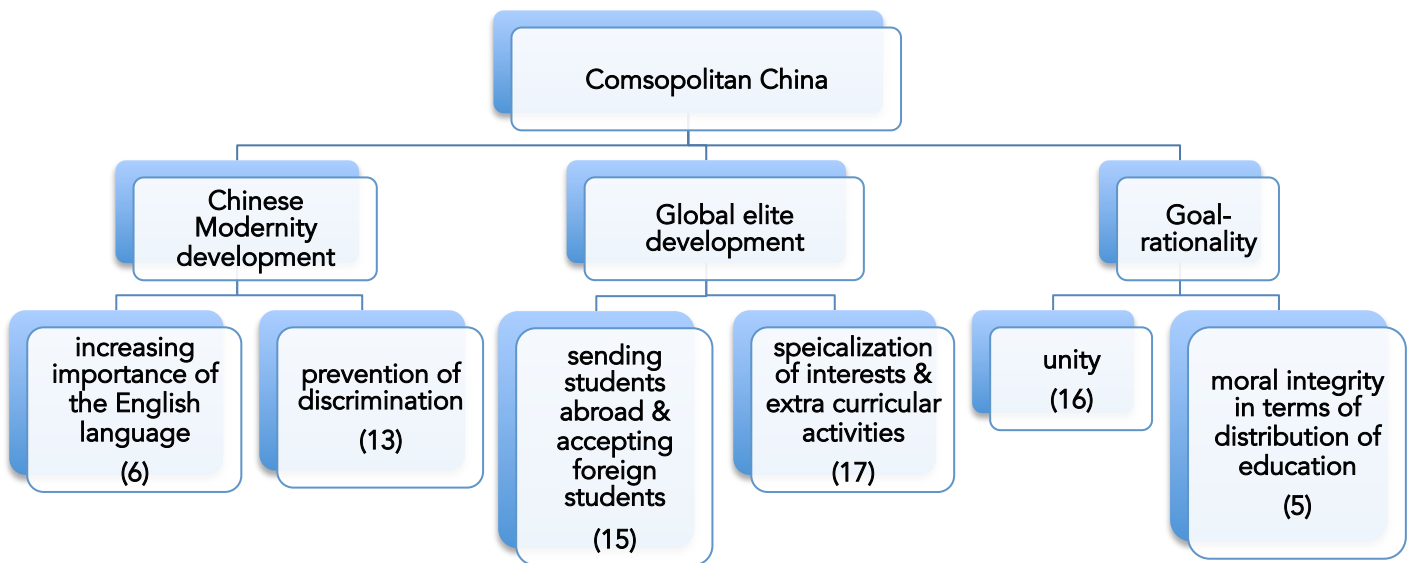 Comsopolitan China
Chinese
Modernity
development
Global elite
development
Goal-
rationality
increasing
importance of
the English
language
(6)
prevention of
discrimination
(13)
sending
students
abroad &
accepting
foreign
students
(15)
speicalization
of interests &
extra curricular
activities
(17)
unity
(16)
moral integrity
in terms of
distribution of
education
(5)